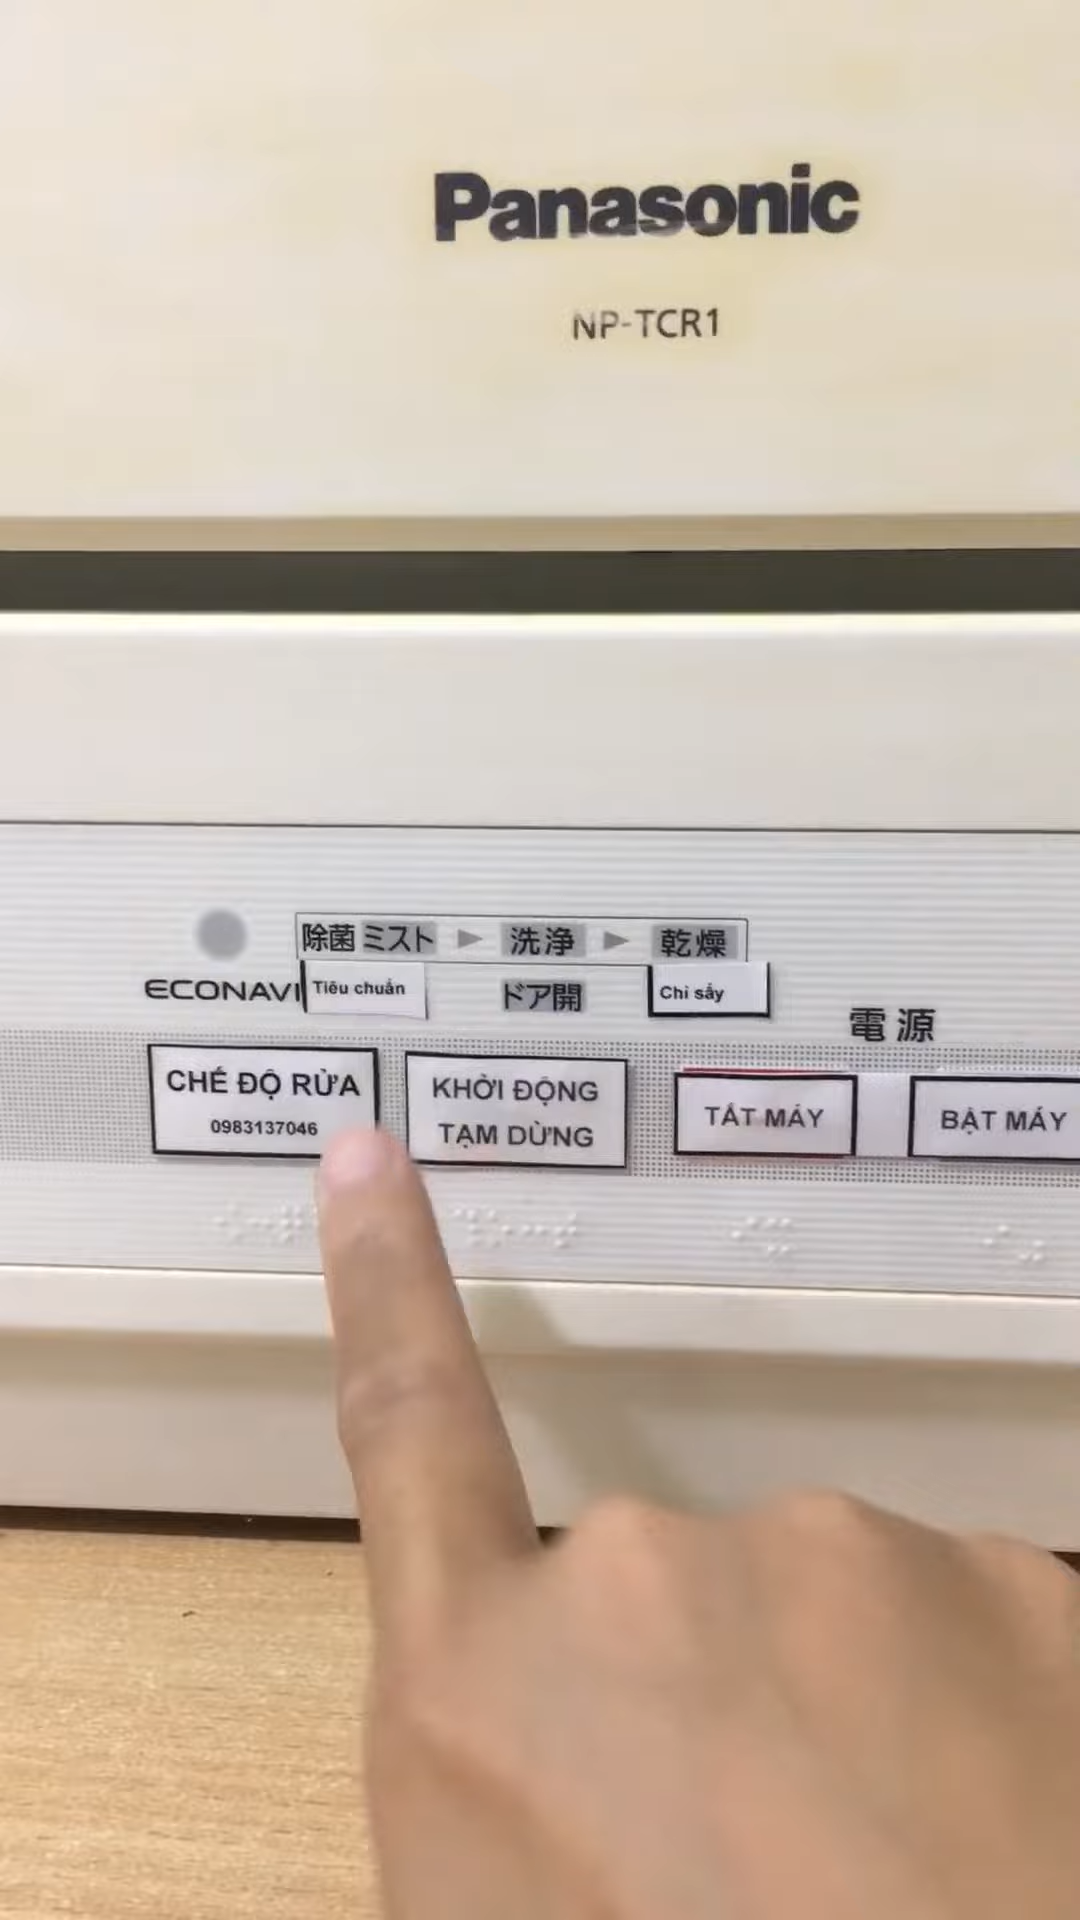 Panasonic
NP-TCR1
除菌ミスト ▶ 洗浄 ▶ 乾燥
ECONAVI Tiêu chuẩn ドア開 Chỉ sấy
電源
CHẾ ĐỘ RỬA
0983137046
KHỞI ĐỘNG
TẠM DỪNG
TẮT MÁY
BẬT MÁY